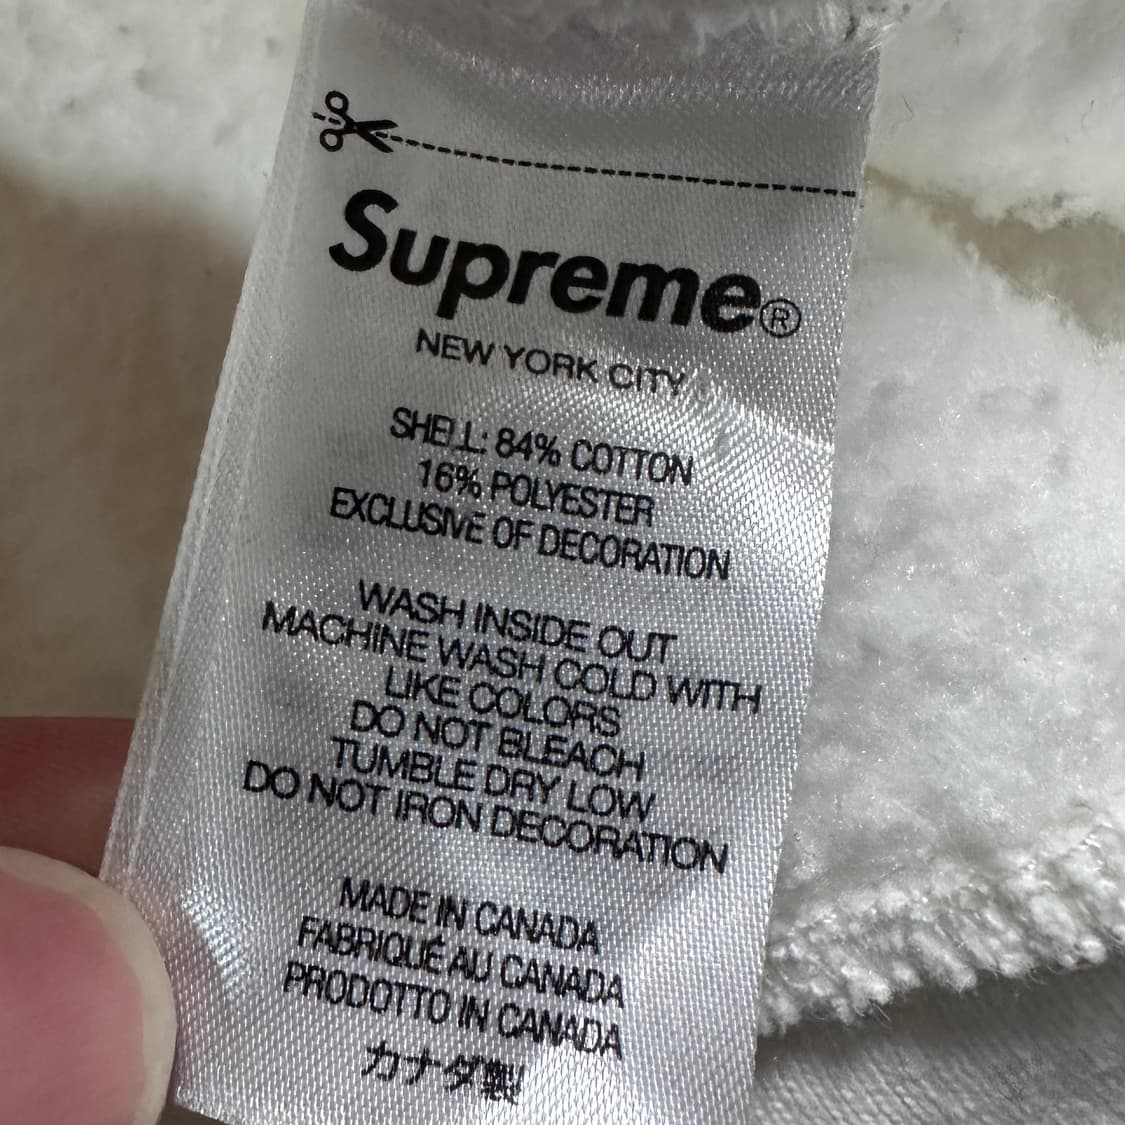 Supreme®
NEW YORK CITY
SHELL: 84% COTTON
16% POLYESTER
EXCLUSIVE OF DECORATION
WASH INSIDE OUT
MACHINE WASH COLD WITH
LIKE COLORS
DO NOT BLEACH
TUMBLE DRY LOW
DO NOT IRON DECORATION
MADE IN CANADA
FABRIQUÉ AU CANADA
PRODOTTO IN CANADA
カナダ製